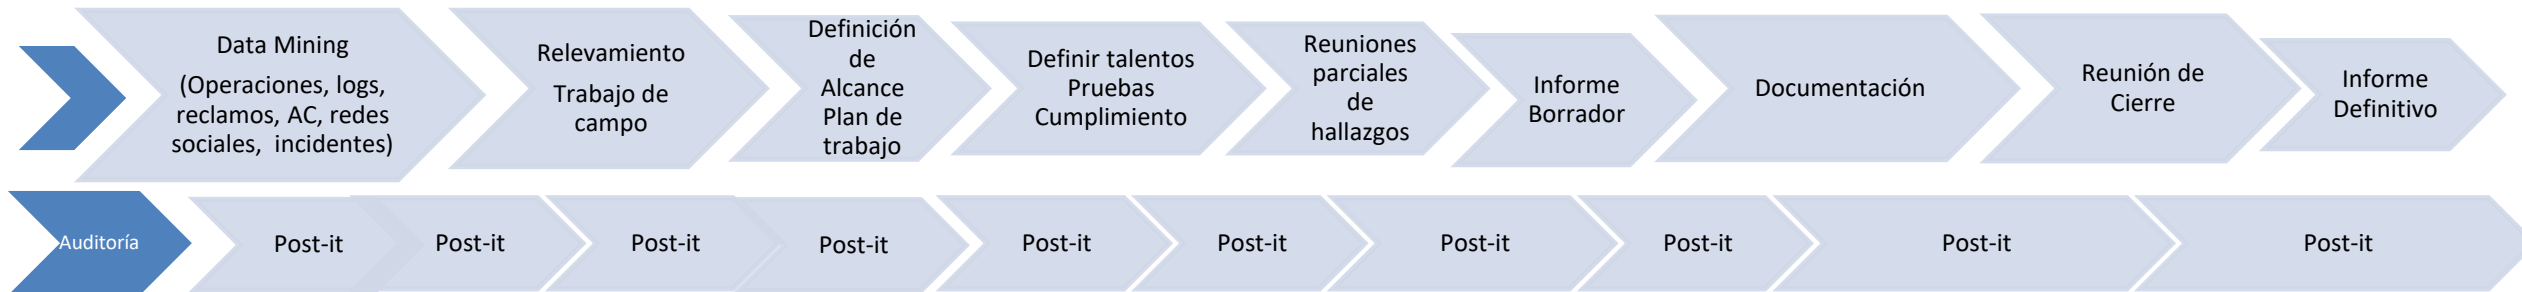 Data Mining
(Operaciones, logs,
reclamos, AC, redes
sociales, incidentes)
Relevamiento
Trabajo de
campo
Definición
de
Alcance
Plan de
trabajo
Definir talentos
Pruebas
Cumplimiento
Reuniones
parciales
de
hallazgos
Informe
Borrador
Documentación
Reunión de
Cierre
Informe
Definitivo
Auditoría
Post-it
Post-it
Post-it
Post-it
Post-it
Post-it
Post-it
Post-it
Post-it
Post-it